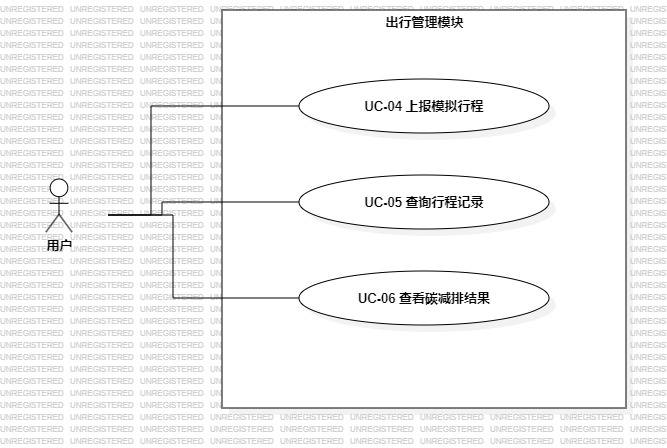 出行管理模块
UC-04 上报模拟行程
UC-05 查询行程记录
用户
UC-06 查看碳减排结果
UNREGISTERED